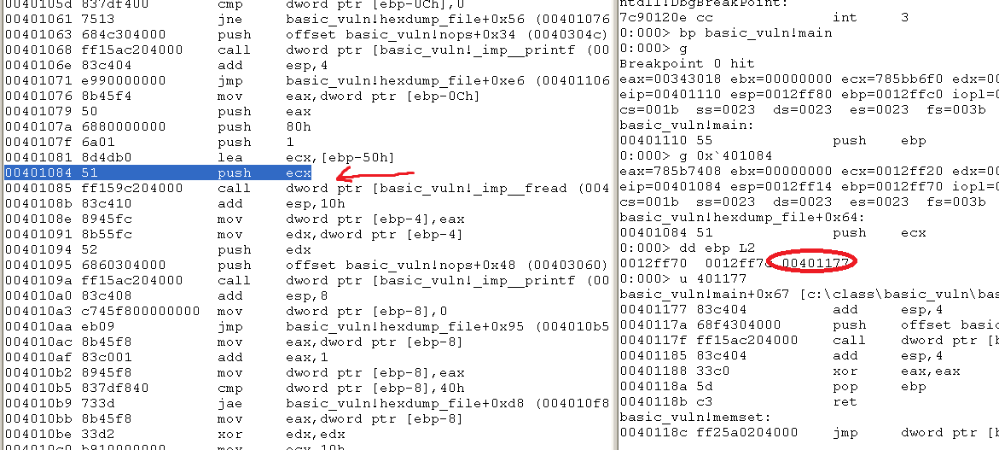 0040105d 837df400 cmp dword ptr [ebp-0Ch],0
00401061 7513 jne basic_vuln!hexdump_file+0x56 (00401076
00401063 684c304000 push offset basic_vuln!nops+0x34 (0040304c)
00401068 ff15ac204000 call dword ptr [basic_vuln!_imp__printf (00
0040106e 83c404 add esp,4
00401071 e990000000 jmp basic_vuln!hexdump_file+0xe6 (00401106
00401076 8b45f4 mov eax,dword ptr [ebp-0Ch]
00401079 50 push eax
0040107a 6880000000 push 80h
0040107f 6a01 push 1
00401081 8d4db0 lea ecx,[ebp-50h]
00401084 51 push ecx
00401085 ff159c204000 call dword ptr [basic_vuln!_imp__fread (004
0040108b 83c410 add esp,10h
0040108e 8945fc mov dword ptr [ebp-4],eax
00401091 8b55fc mov edx,dword ptr [ebp-4]
00401094 52 push edx
00401095 6860304000 push offset basic_vuln!nops+0x48 (00403060)
0040109a ff15ac204000 call dword ptr [basic_vuln!_imp__printf (00
004010a0 83c408 add esp,8
004010a3 c745f800000000 mov dword ptr [ebp-8],0
004010aa eb09 jmp basic_vuln!hexdump_file+0x95 (004010b5
004010ac 8b45f8 mov eax,dword ptr [ebp-8]
004010af 83c001 add eax,1
004010b2 8945f8 mov dword ptr [ebp-8],eax
004010b5 837df840 cmp dword ptr [ebp-8],40h
004010b9 733d jae basic_vuln!hexdump_file+0xd8 (004010f8
004010bb 8b45f8 mov eax,dword ptr [ebp-8]
004010be 33d2 xor edx,edx
004010c0 b910000000 mov ecx,10h
ntdll!DbgBreakPoint:
7c90120e cc int 3
0:000> bp basic_vuln!main
0:000> g
Breakpoint 0 hit
eax=00343018 ebx=00000000 ecx=785bb6f0 edx=00
eip=00401110 esp=0012ff80 ebp=0012ffc0 iopl=0
cs=001b ss=0023 ds=0023 es=0023 fs=003b
basic_vuln!main:
00401110 55 push ebp
0:000> g 0x`401084
eax=785b7408 ebx=00000000 ecx=0012ff20 edx=00
eip=00401084 esp=0012ff14 ebp=0012ff70 iopl=0
cs=001b ss=0023 ds=0023 es=0023 fs=003b
basic_vuln!hexdump_file+0x64:
00401084 51 push ecx
0:000> dd ebp L2
0012ff70 0012ff7c 00401177
0:000> u 401177
basic_vuln!main+0x67 [c:\class\basic_vuln\bas
00401177 83c404 add esp,4
0040117a 68f4304000 push offset basic
0040117f ff15ac204000 call dword ptr [b
00401185 83c404 add esp,4
00401188 33c0 xor eax,eax
0040118a 5d pop ebp
0040118b c3 ret
basic_vuln!memset:
0040118c ff25a0204000 jmp dword ptr [b